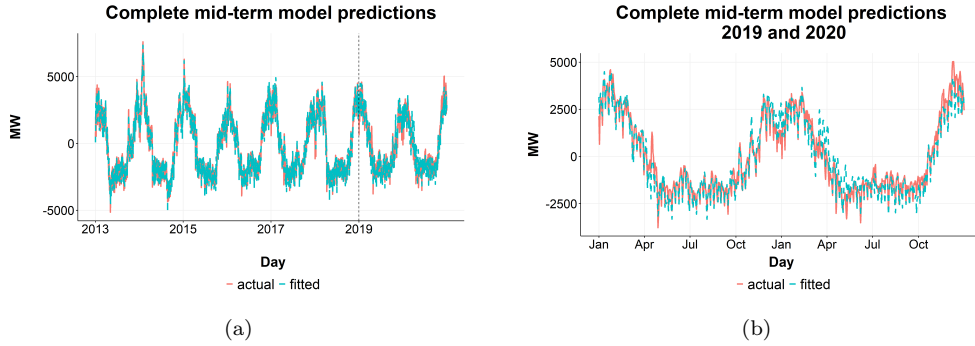 Complete mid-term model predictions
5000
0
-5000
MW
2013
2015
2017
2019
Day
actual fitted
(a)
Complete mid-term model predictions
2019 and 2020
5000
2500
0
-2500
MW
Jan
Apr
Jul
Oct
Jan
Apr
Jul
Oct
Day
actual fitted
(b)